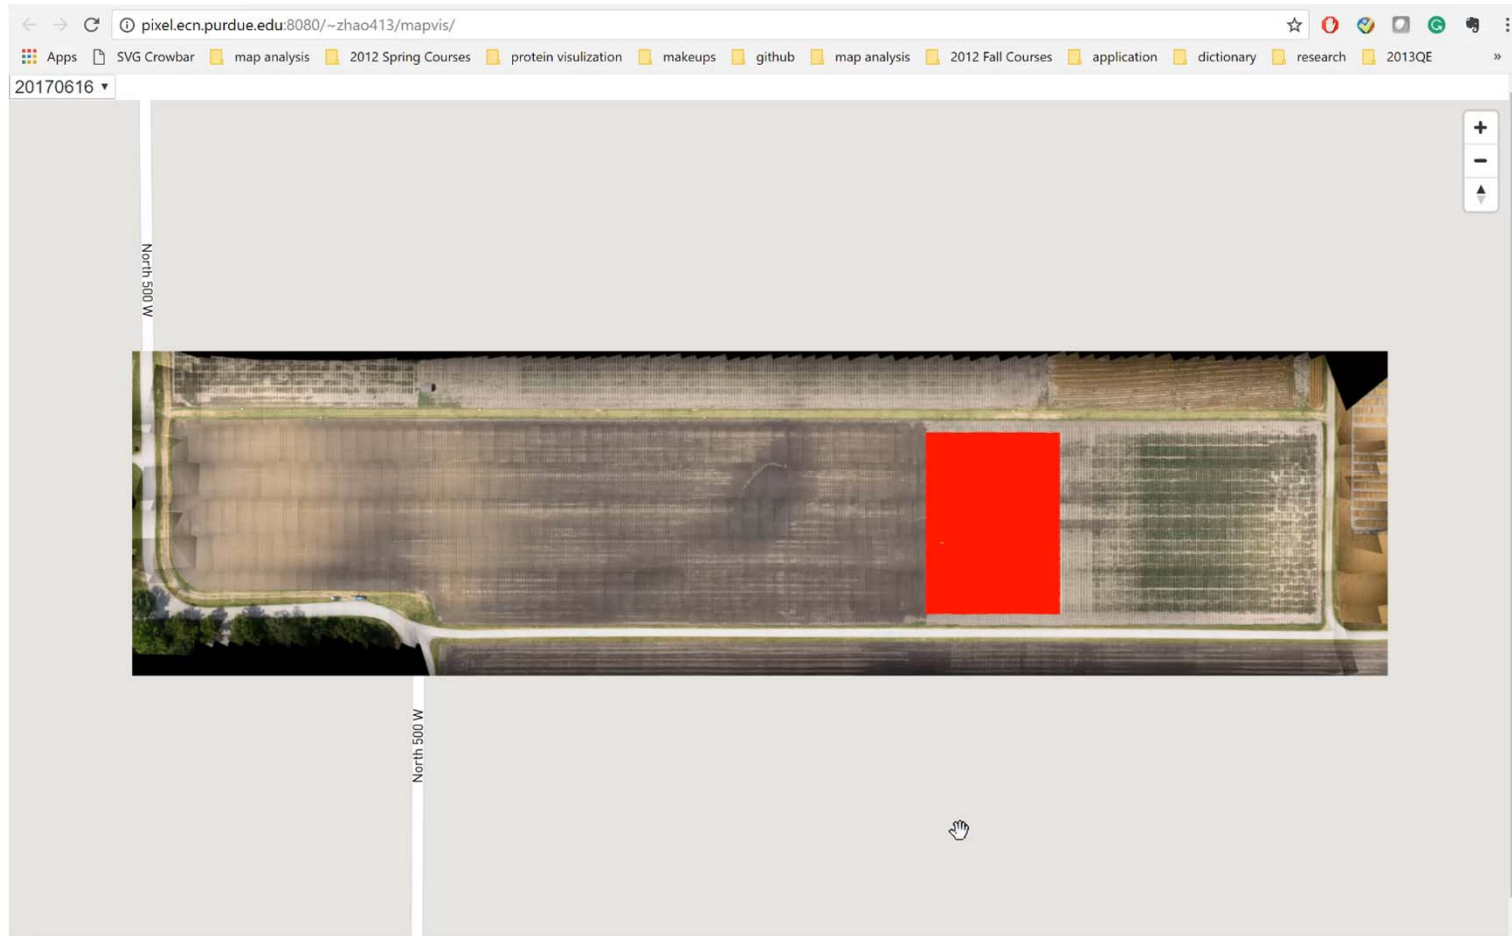 pixel.ecn.purdue.edu:8080/~zhao413/mapvis/
Apps SVG Crowbar map analysis 2012 Spring Courses protein visulization makeups github map analysis 2012 Fall Courses application dictionary research 2013QE »
20170616
North 500 W
North 500 W